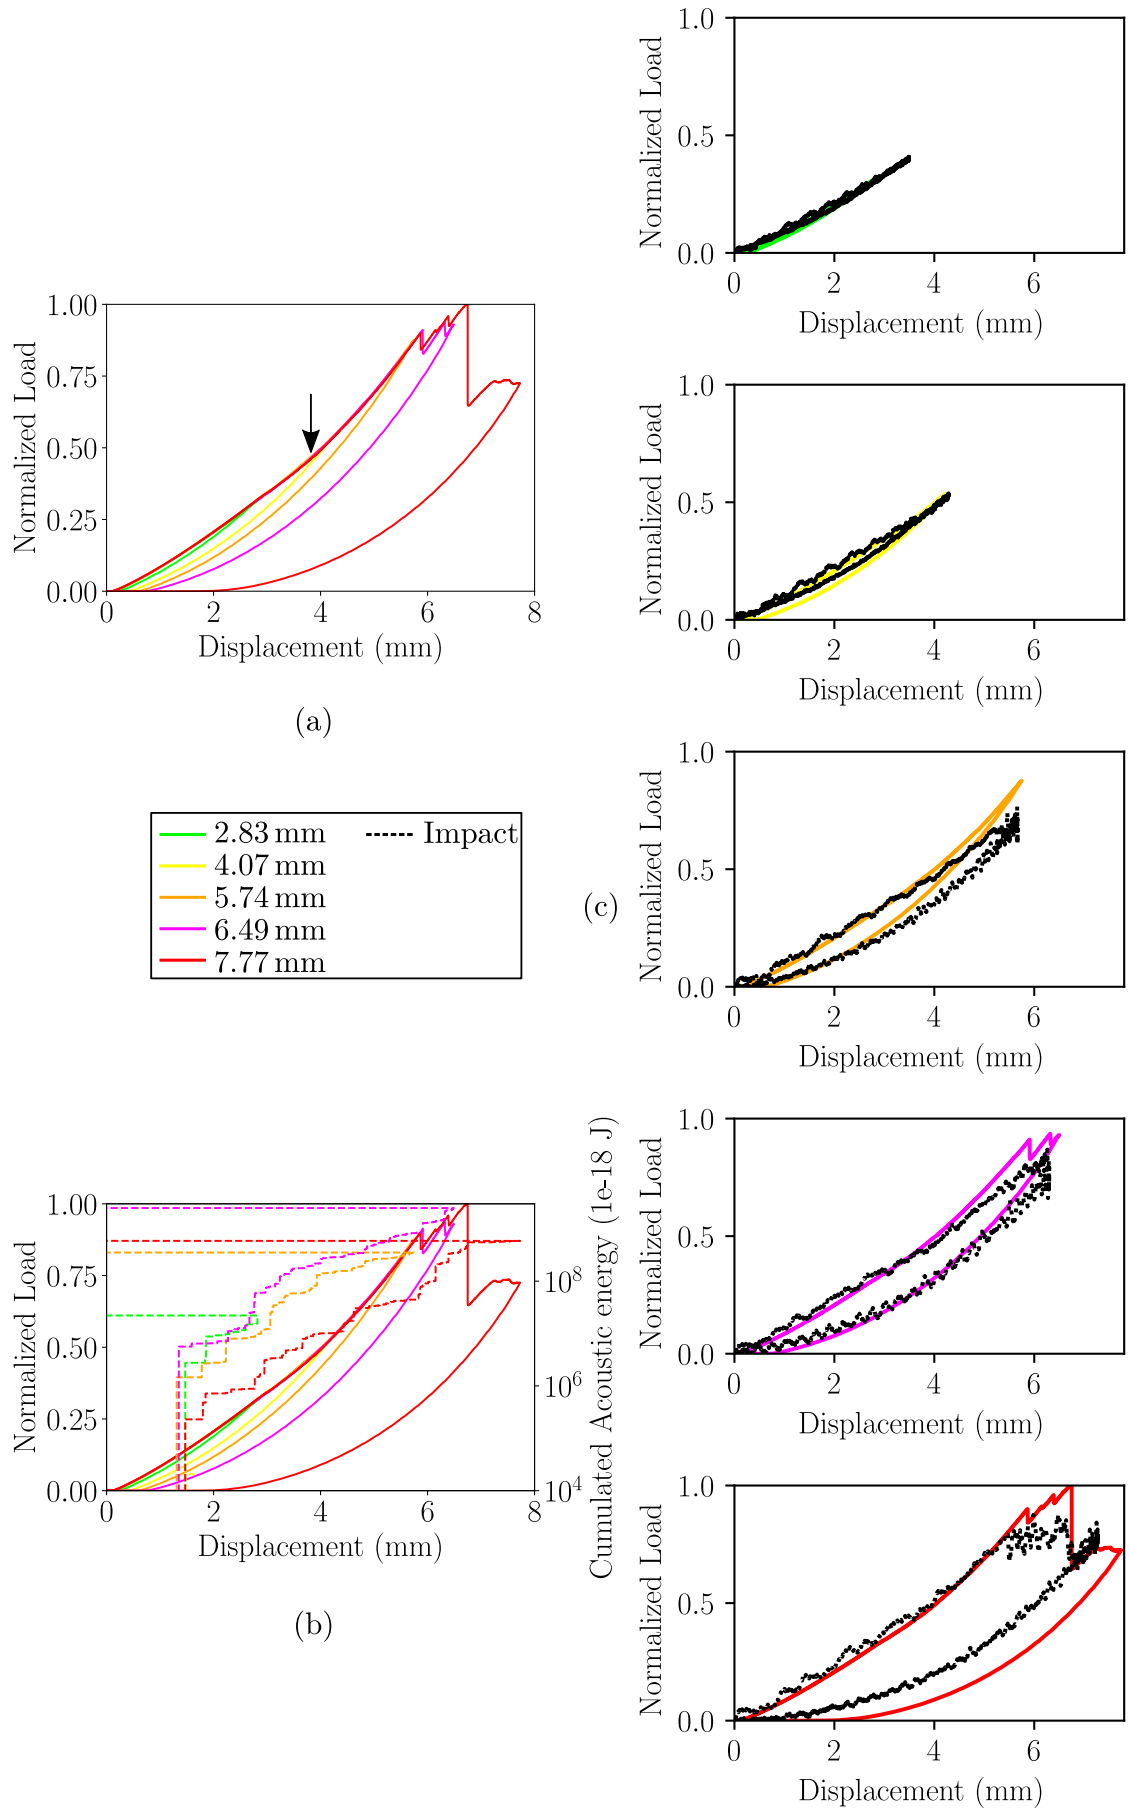 1.00
0.75
0.50
0.25
0.00
Normalized Load
0 2 4 6 8
Displacement (mm)
(a)
2.83 mm
4.07 mm
5.74 mm
6.49 mm
7.77 mm
Impact
1.00
0.75
0.50
0.25
0.00
Normalized Load
10^8
10^6
10^4
Cumulated Acoustic energy (1e-18 J)
0 2 4 6 8
Displacement (mm)
(b)
1.0
0.5
0.0
Normalized Load
0 2 4 6
Displacement (mm)
1.0
0.5
0.0
Normalized Load
0 2 4 6
Displacement (mm)
(c)
1.0
0.5
0.0
Normalized Load
0 2 4 6
Displacement (mm)
1.0
0.5
0.0
Normalized Load
0 2 4 6
Displacement (mm)
1.0
0.5
0.0
Normalized Load
0 2 4 6
Displacement (mm)